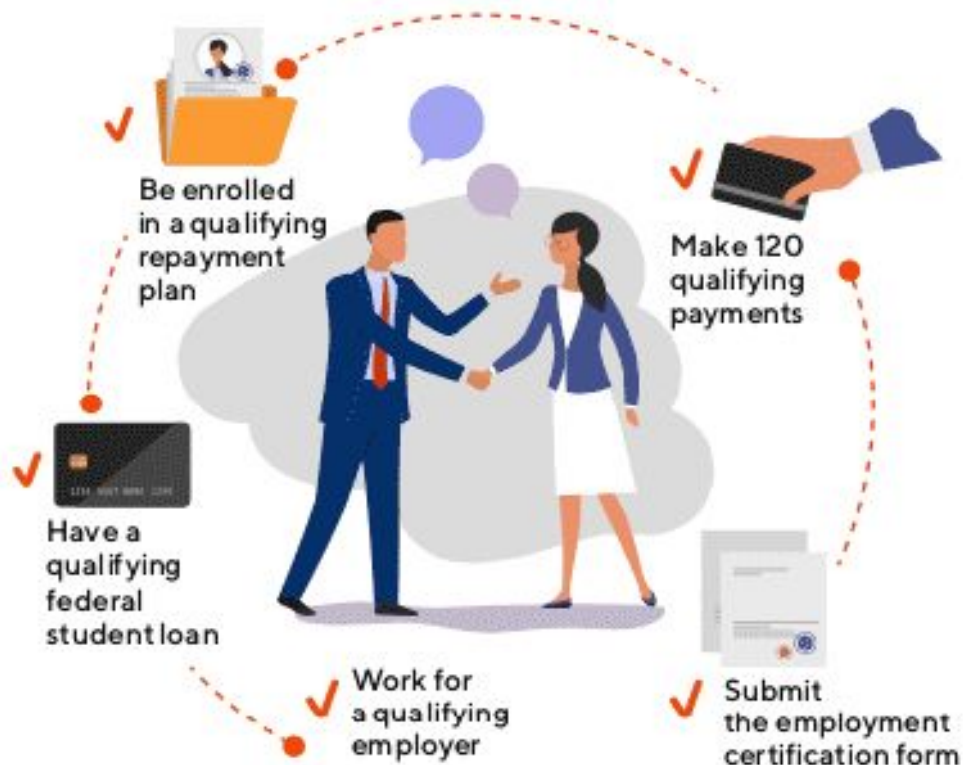 Be enrolled
in a qualifying
repayment
plan
Make 120
qualifying
payments
Have a
qualifying
federal
student loan
Work for
a qualifying
employer
Submit
the employment
certification form